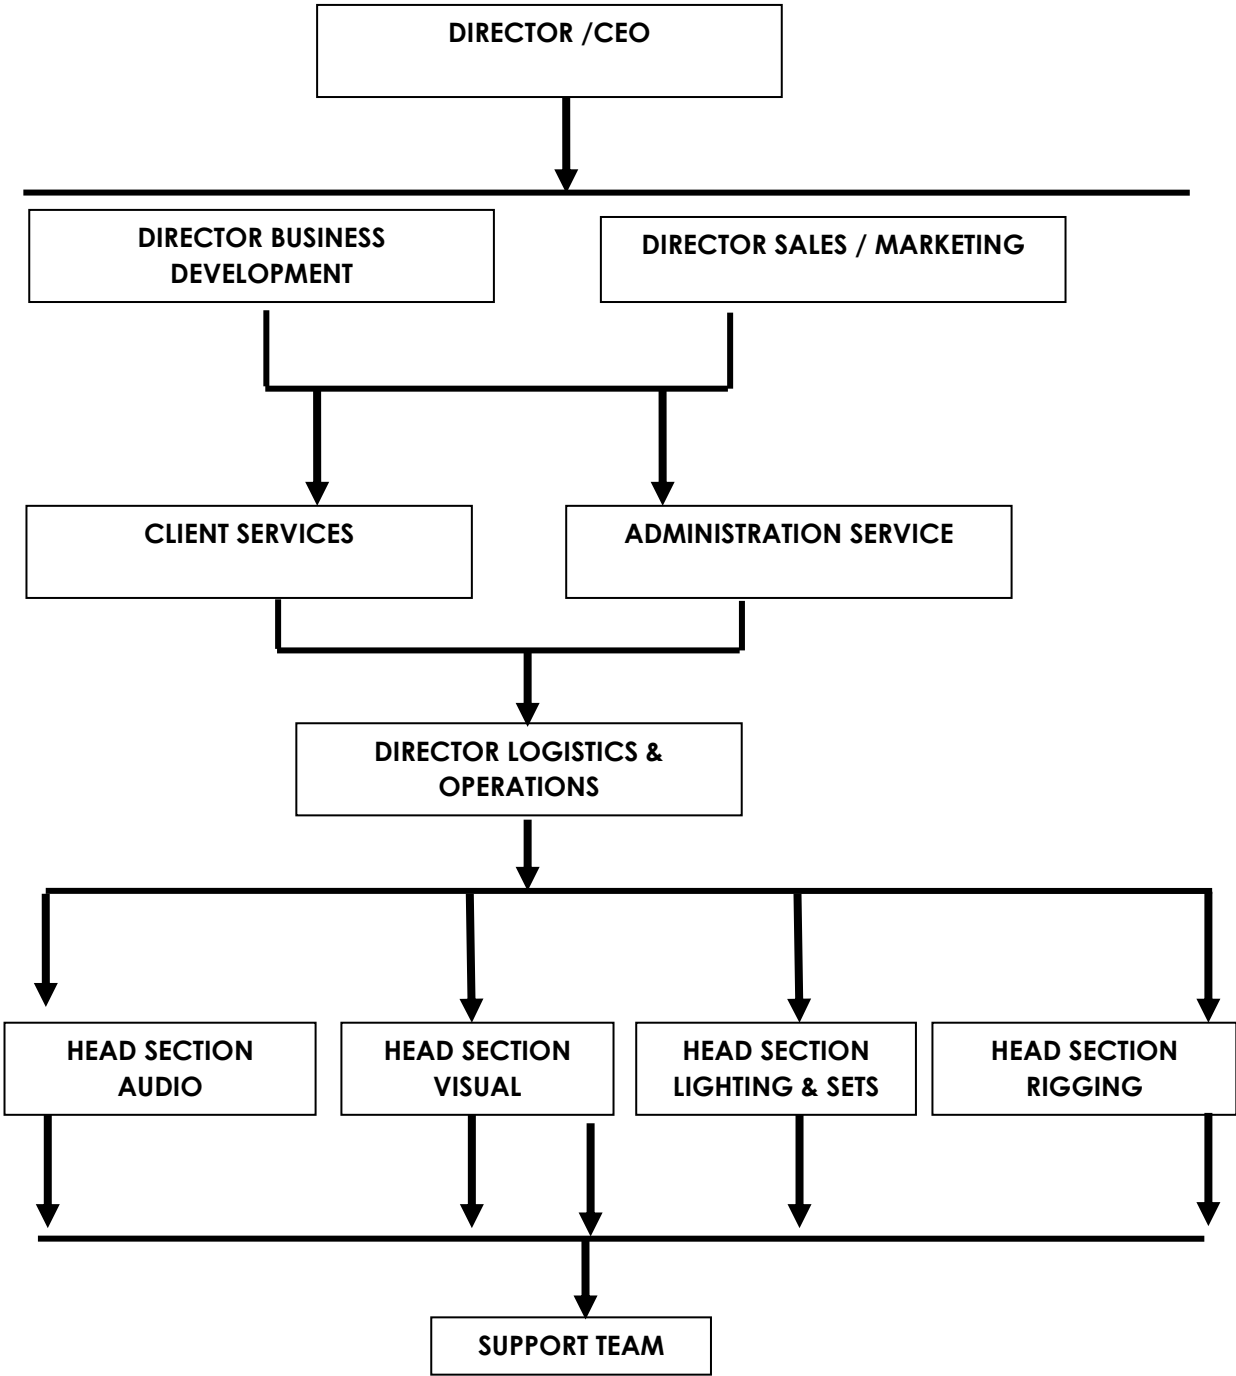 DIRECTOR /CEO
DIRECTOR BUSINESS
DEVELOPMENT
DIRECTOR SALES / MARKETING
CLIENT SERVICES
ADMINISTRATION SERVICE
DIRECTOR LOGISTICS &
OPERATIONS
HEAD SECTION
AUDIO
HEAD SECTION
VISUAL
HEAD SECTION
LIGHTING & SETS
HEAD SECTION
RIGGING
SUPPORT TEAM